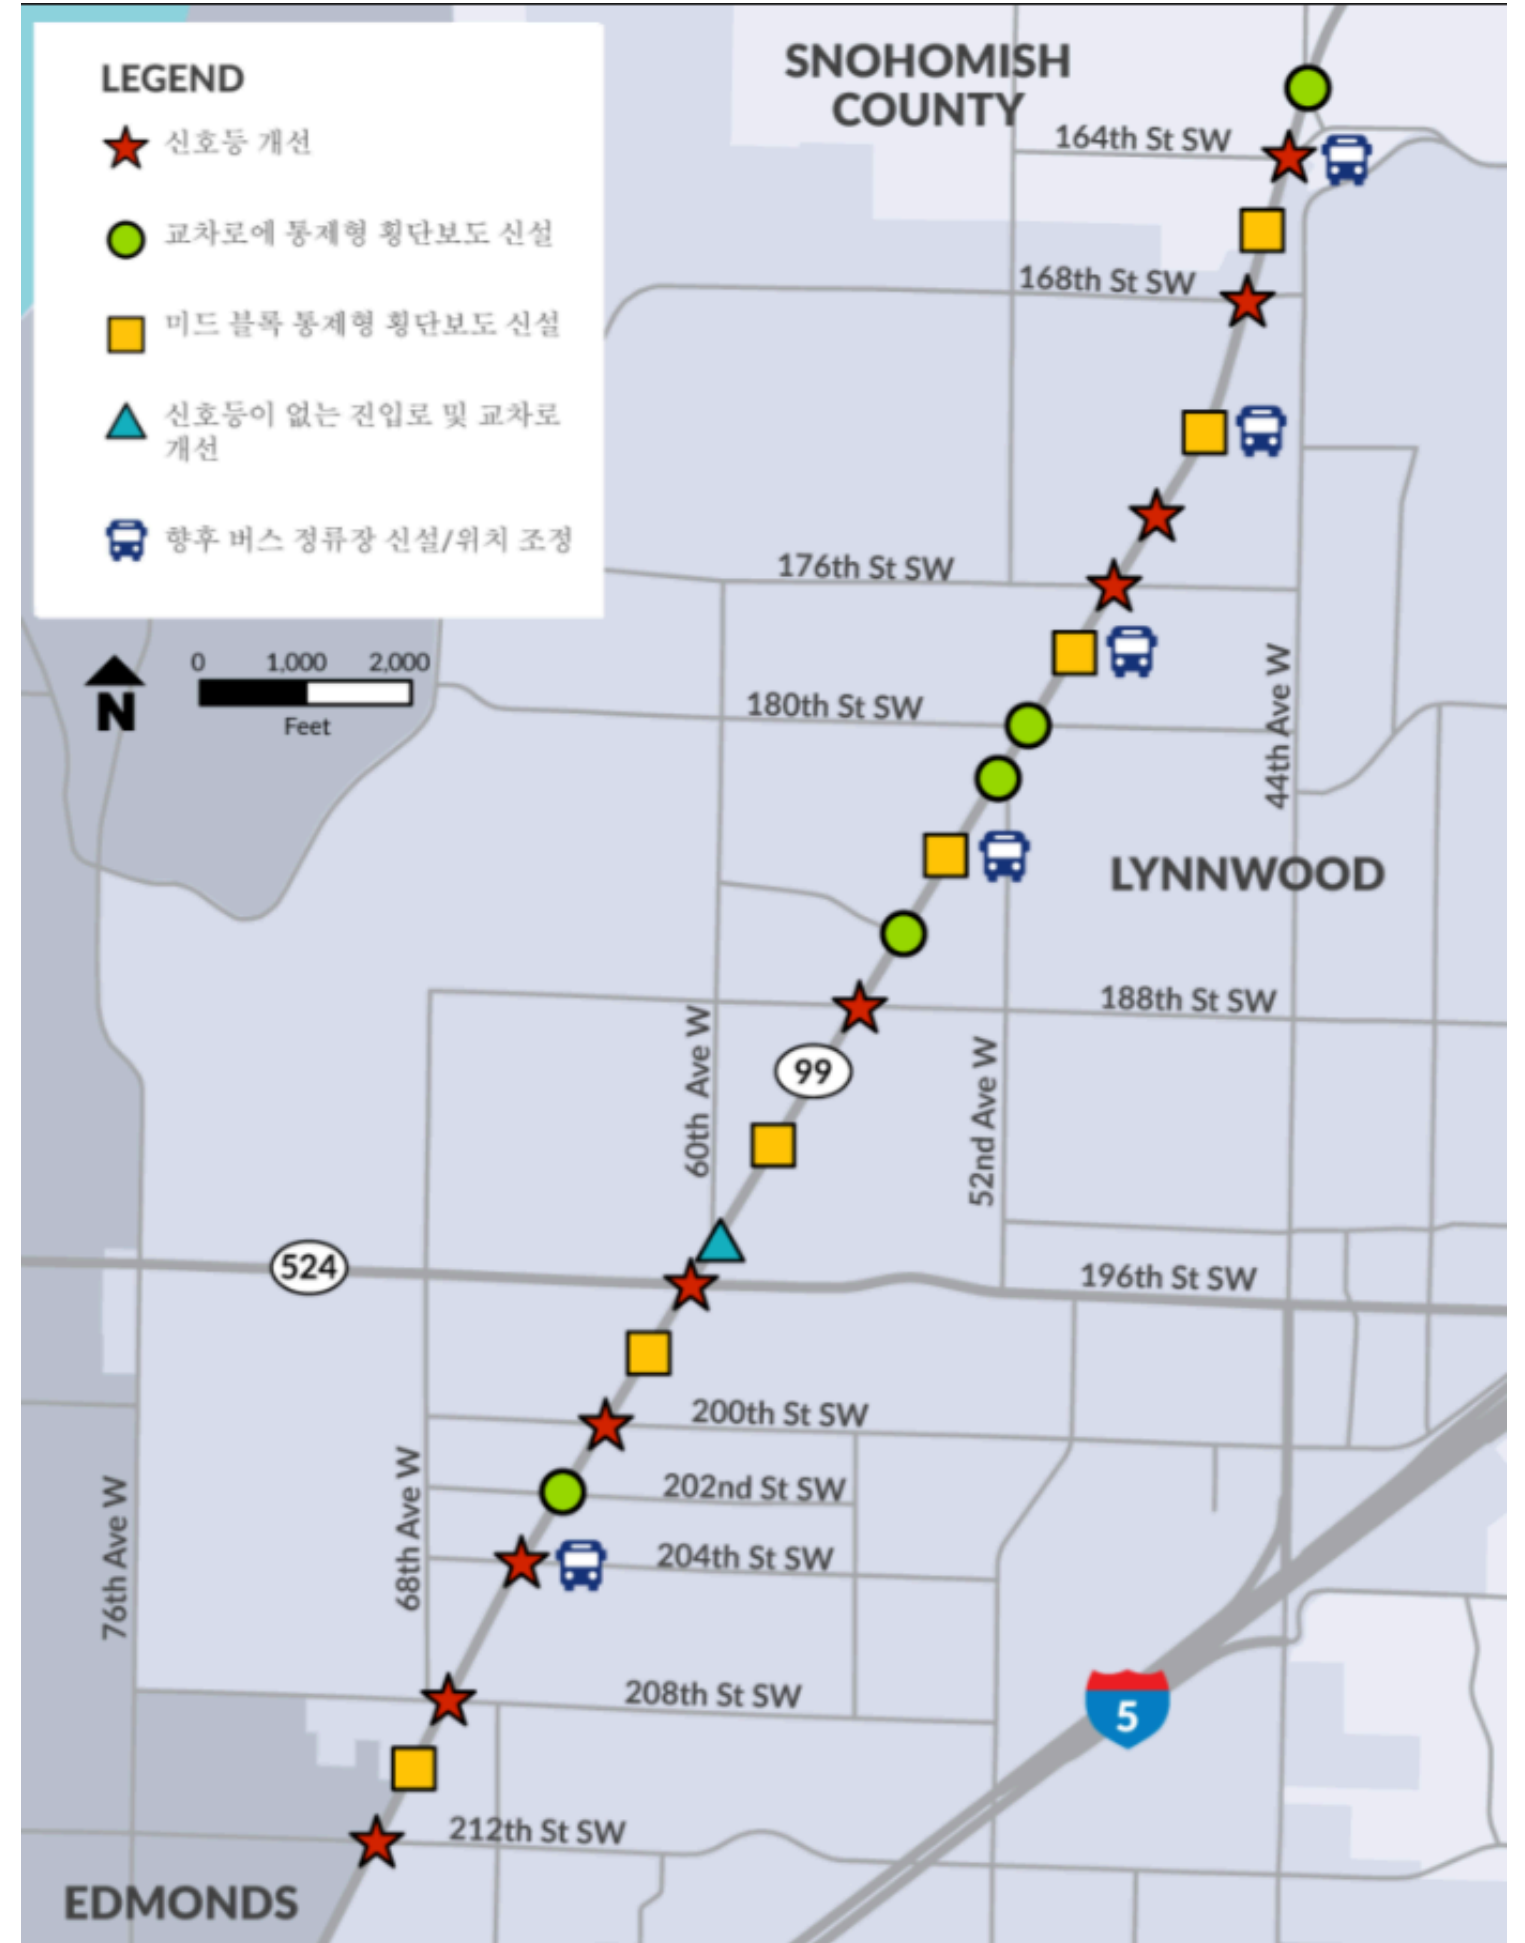 LEGEND
신호등 개선
교차로에 통제형 횡단보도 신설
미드 블록 통제형 횡단보도 신설
신호등이 없는 진입로 및 교차로
개선
향후 버스 정류장 신설/위치 조정
0 1,000 2,000
Feet
N
SNOHOMISH
COUNTY
164th St SW
168th St SW
176th St SW
180th St SW
44th Ave W
LYNNWOOD
188th St SW
60th Ave W
99
52nd Ave W
524
196th St SW
200th St SW
68th Ave W
76th Ave W
202nd St SW
204th St SW
208th St SW
5
212th St SW
EDMONDS